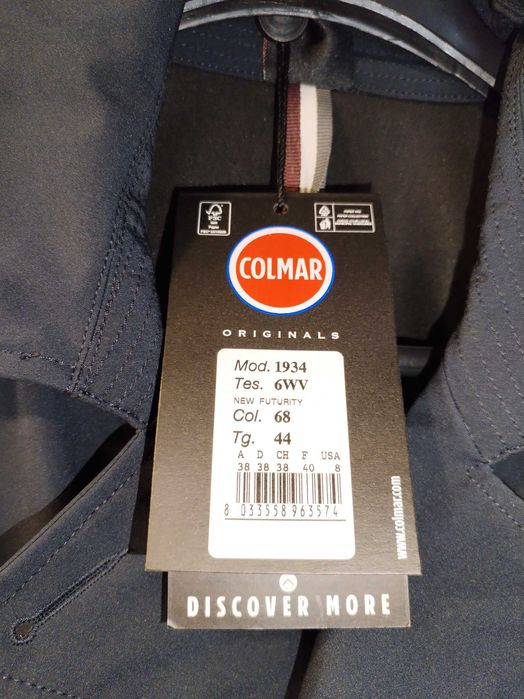 FSC
COLMAR
ORIGINALS
Mod. 1934
Tes. 6WV
NEW FUTURITY
Col. 68
Tg. 44
A D CH F USA
38 38 38 40 8
8 033558 963574
www.colmar.com
DISCOVER MORE